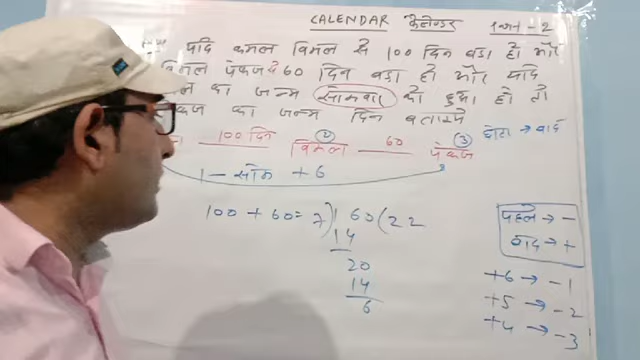 CALENDAR कैलेण्डर
यदि कमल विमल से 100 दिन बडा हो और
विमल पंकज से 60 दिन बडा हो और यदि
का जन्म सोमवार को हुआ हो तो
का जन्म दिन बताइये
100 दिन ② विमल 60 ③ पंकज छोटा → बाद
1 - सोम +6
100 + 60 = 7) 160 (22
14
20
14
6
पहले → -
बाद → +
+6 → -1
+5 → -2
+4 → -3